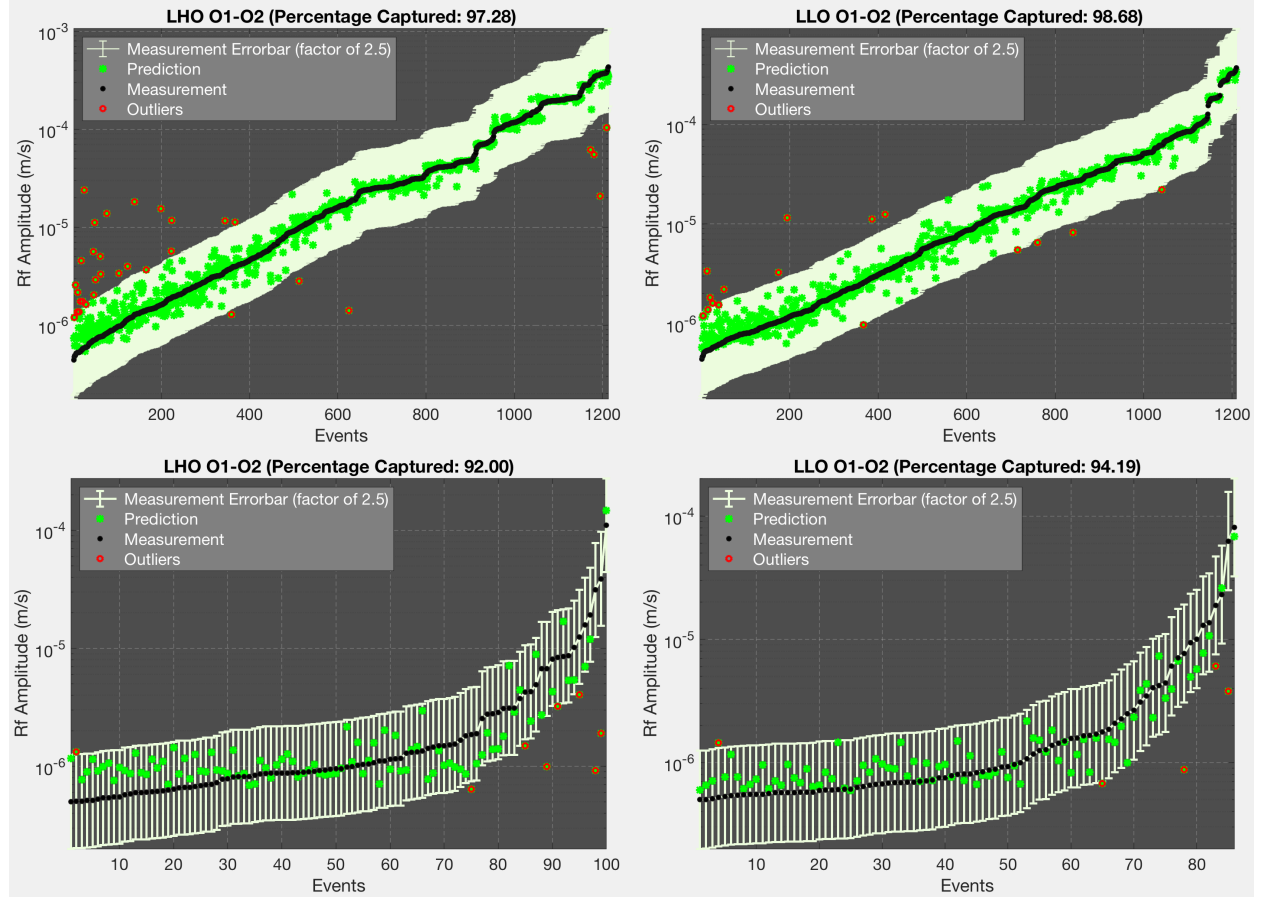 LHO O1-O2 (Percentage Captured: 97.28)
Measurement Errorbar (factor of 2.5)
Prediction
Measurement
Outliers
Rf Amplitude (m/s)
10^-3
10^-4
10^-5
10^-6
200 400 600 800 1000 1200
Events
LLO O1-O2 (Percentage Captured: 98.68)
Measurement Errorbar (factor of 2.5)
Prediction
Measurement
Outliers
Rf Amplitude (m/s)
10^-4
10^-5
10^-6
200 400 600 800 1000 1200
Events
LHO O1-O2 (Percentage Captured: 92.00)
Measurement Errorbar (factor of 2.5)
Prediction
Measurement
Outliers
Rf Amplitude (m/s)
10^-4
10^-5
10^-6
10 20 30 40 50 60 70 80 90 100
Events
LLO O1-O2 (Percentage Captured: 94.19)
Measurement Errorbar (factor of 2.5)
Prediction
Measurement
Outliers
Rf Amplitude (m/s)
10^-4
10^-5
10^-6
10 20 30 40 50 60 70 80
Events